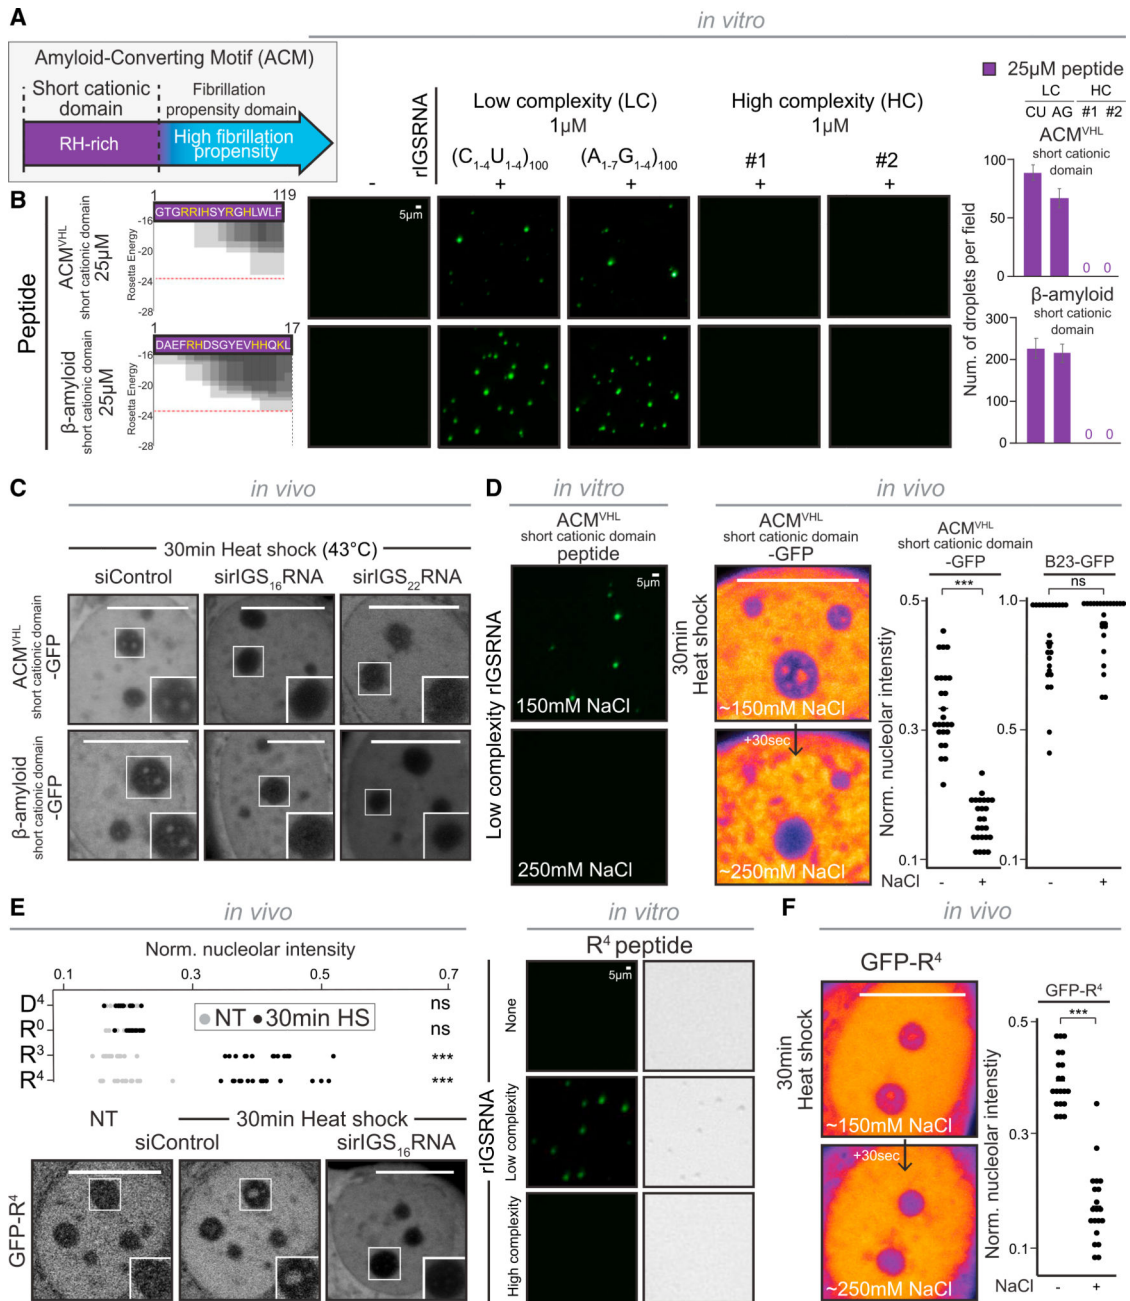 A
in vitro
Amyloid-Converting Motif (ACM)
Short cationic domain
Fibrillation propensity domain
RH-rich
High fibrillation propensity
rIGSRNA
Low complexity (LC)
1µM
High complexity (HC)
1µM
(C1-4U1-4)100
(A1-7G1-4)100
#1
#2
-
+
+
+
+
25µM peptide
LC HC
CU AG #1 #2
ACMVHL
short cationic domain
100
50
0
0 0
β-amyloid
short cationic domain
300
200
100
0
0 0
Num. of droplets per field
B
Peptide
ACMVHL
short cationic domain
25µM
1
119
GTGRRIHSYRGHLWLF
Rosetta Energy
-16
-20
-24
-28
5µm
β-amyloid
short cationic domain
25µM
1
17
DAEFRHDSGYEVHHQKL
Rosetta Energy
-16
-20
-24
-28
C
in vivo
30min Heat shock (43°C)
siControl
sirIGS16RNA
sirIGS22RNA
ACMVHL
short cationic domain
-GFP
β-amyloid
short cationic domain
-GFP
D
in vitro
ACMVHL
short cationic domain
peptide
Low complexity rIGSRNA
5µm
150mM NaCl
250mM NaCl
in vivo
ACMVHL
short cationic domain
-GFP
30min
Heat shock
~150mM NaCl
+30sec
~250mM NaCl
ACMVHL
short cationic domain
-GFP
B23-GFP
***
ns
Norm. nucleolar intenstiy
0.5
0.3
0.1
1.0
0.5
0.1
NaCl - + - +
E
in vivo
Norm. nucleolar intensity
0.1 0.3 0.5 0.7
D4 ns
R0 ns
R3 ***
R4 ***
NT 30min HS
NT
30min Heat shock
siControl
sirIGS16RNA
GFP-R4
in vitro
R4 peptide
rIGSRNA
None
Low complexity
High complexity
5µm
F
in vivo
GFP-R4
30min
Heat shock
~150mM NaCl
+30sec
~250mM NaCl
GFP-R4
***
Norm. nucleolar intenstiy
0.5
0.3
0.1
NaCl - +